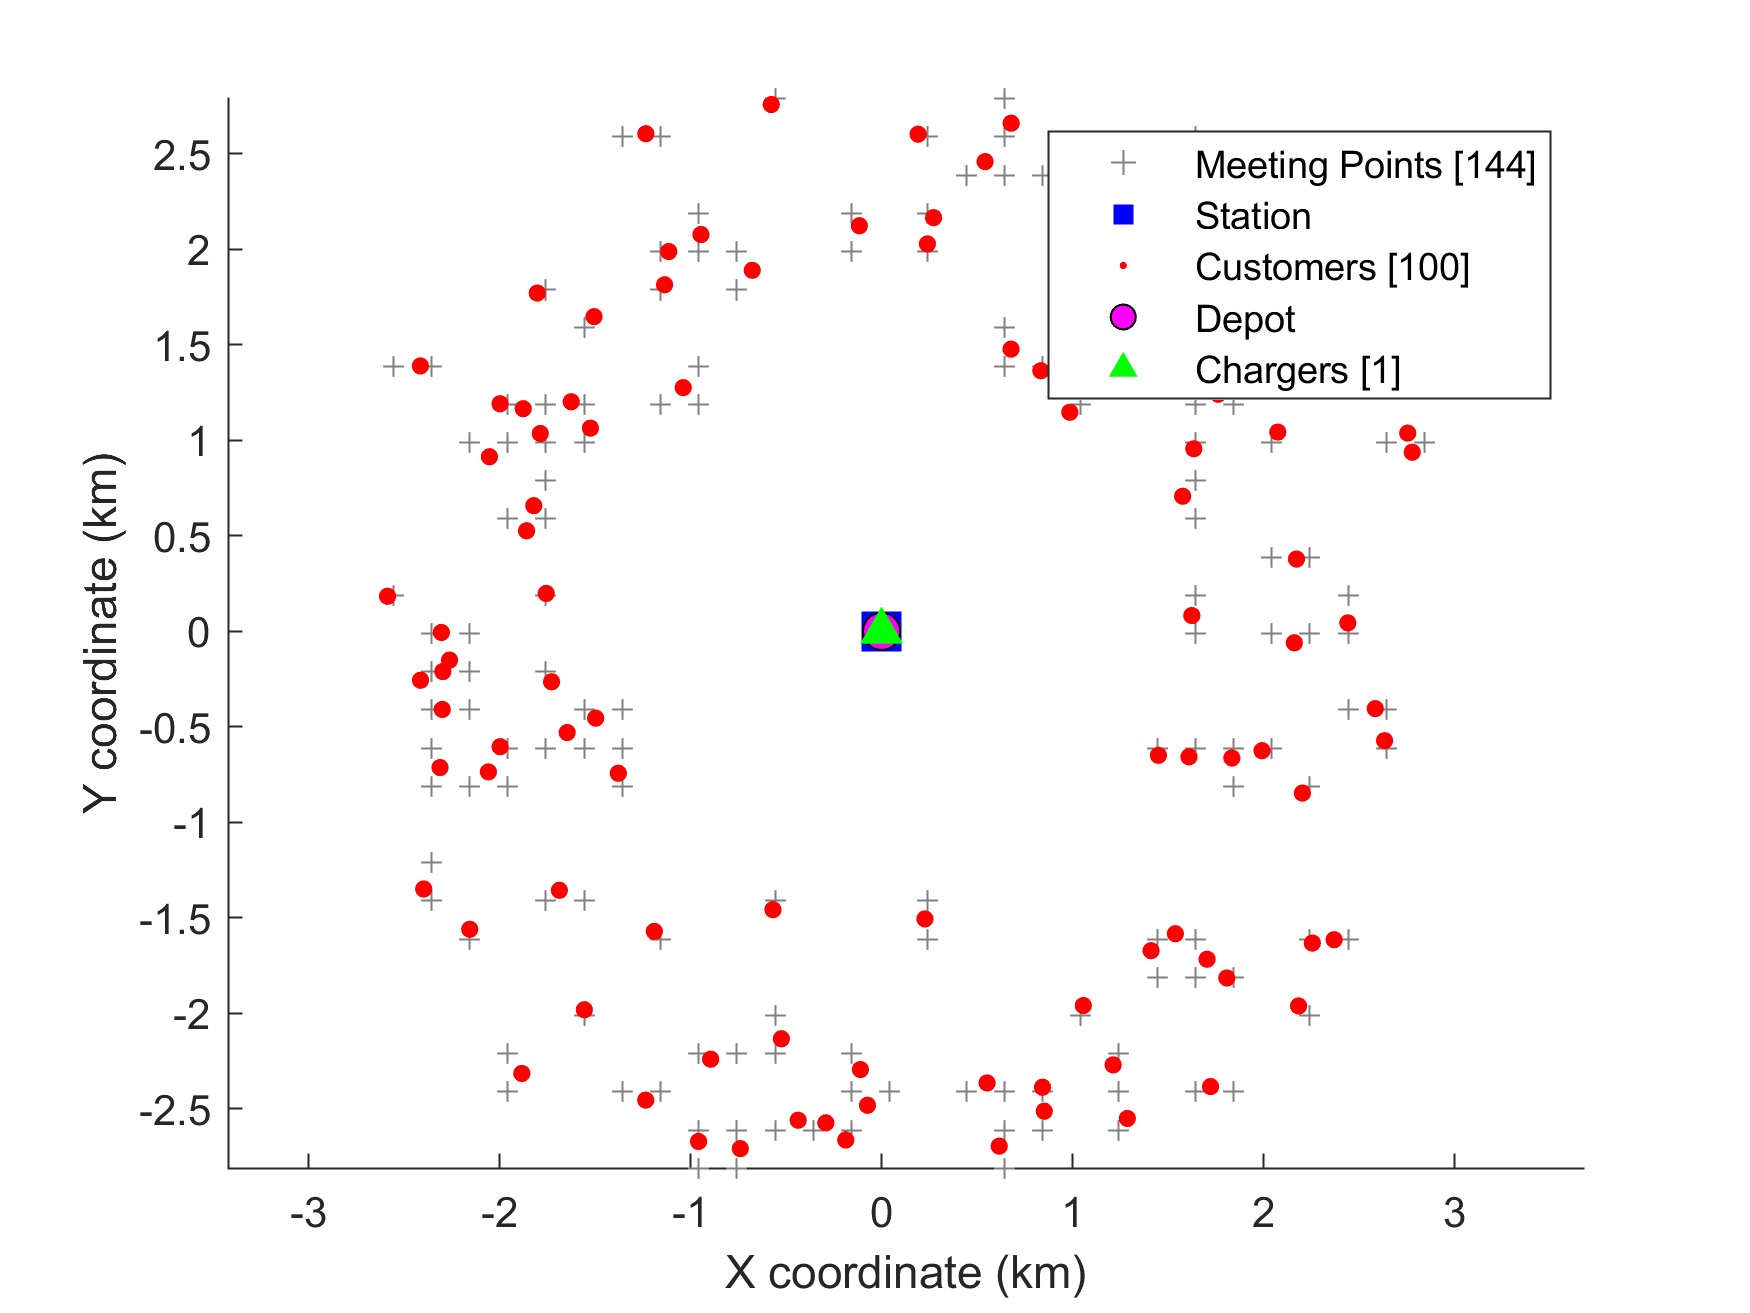 2.5
2
1.5
1
0.5
0
-0.5
-1
-1.5
-2
-2.5
Y coordinate (km)
Meeting Points [144]
Station
Customers [100]
Depot
Chargers [1]
-3 -2 -1 0 1 2 3
X coordinate (km)